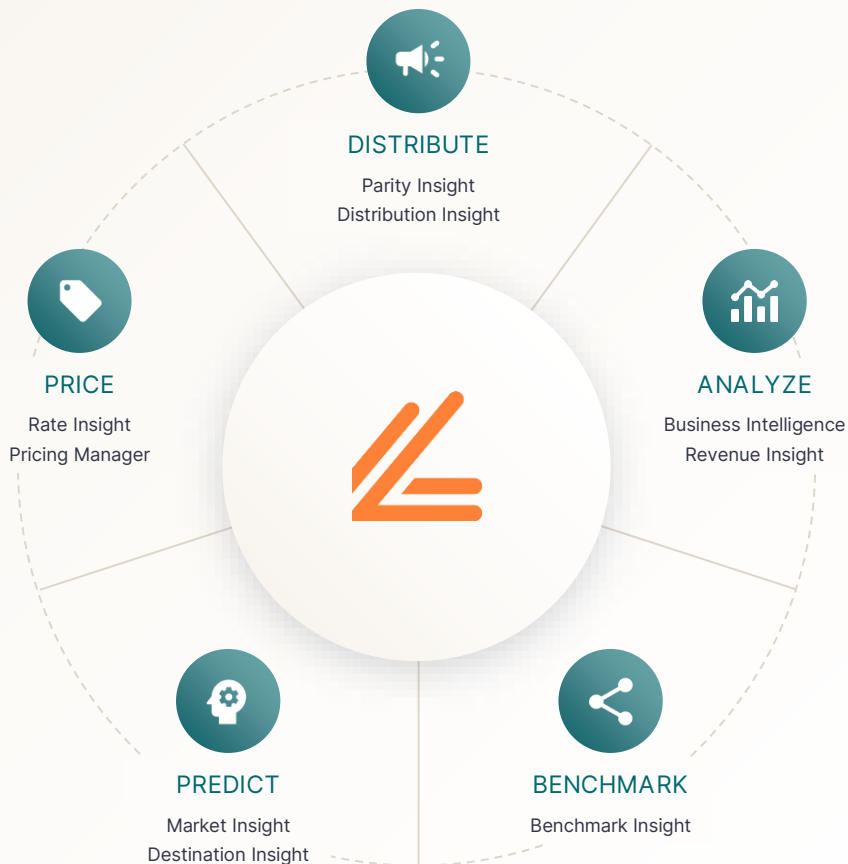 DISTRIBUTE
Parity Insight
Distribution Insight
PRICE
Rate Insight
Pricing Manager
ANALYZE
Business Intelligence
Revenue Insight
PREDICT
Market Insight
Destination Insight
BENCHMARK
Benchmark Insight